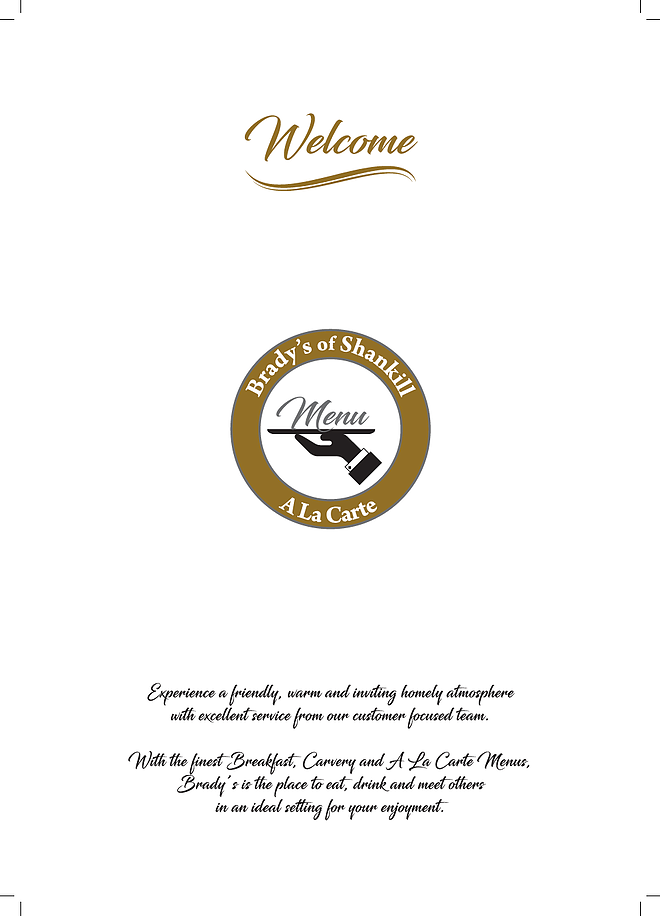 Welcome
Brady's of Shankill
Menu
A La Carte
Experience a friendly, warm and inviting homely atmosphere
with excellent service from our customer focused team.
With the finest Breakfast, Carvery and A La Carte Menus,
Brady's is the place to eat, drink and meet others
in an ideal setting for your enjoyment.